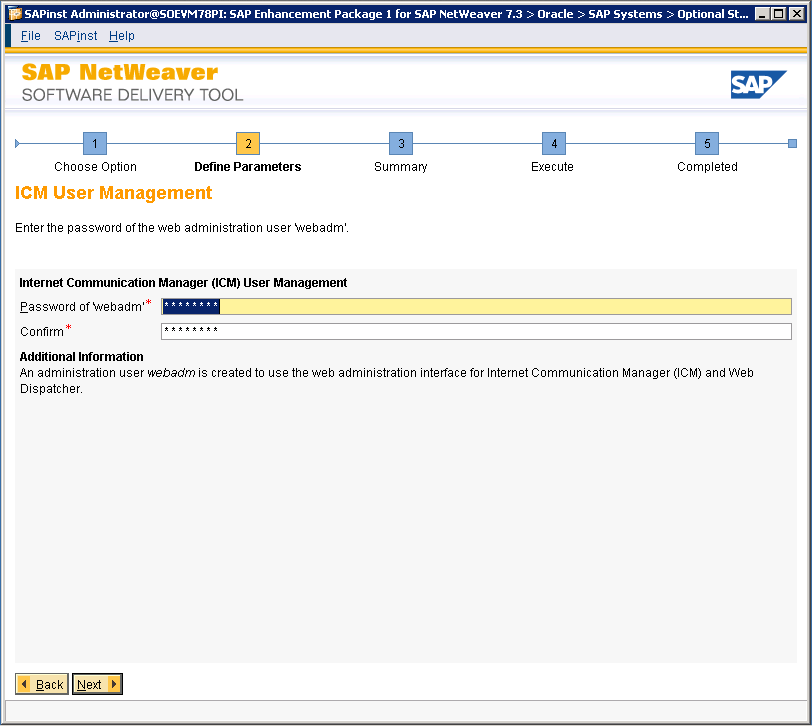 SAPinst Administrator@SOEVM78PI: SAP Enhancement Package 1 for SAP NetWeaver 7.3 > Oracle > SAP Systems > Optional St...
File SAPinst Help
SAP NetWeaver
SOFTWARE DELIVERY TOOL
SAP
1 2 3 4 5
Choose Option Define Parameters Summary Execute Completed
ICM User Management
Enter the password of the web administration user 'webadm'.
Internet Communication Manager (ICM) User Management
Password of 'webadm'* ********
Confirm* ********
Additional Information
An administration user webadm is created to use the web administration interface for Internet Communication Manager (ICM) and Web
Dispatcher.
Back Next